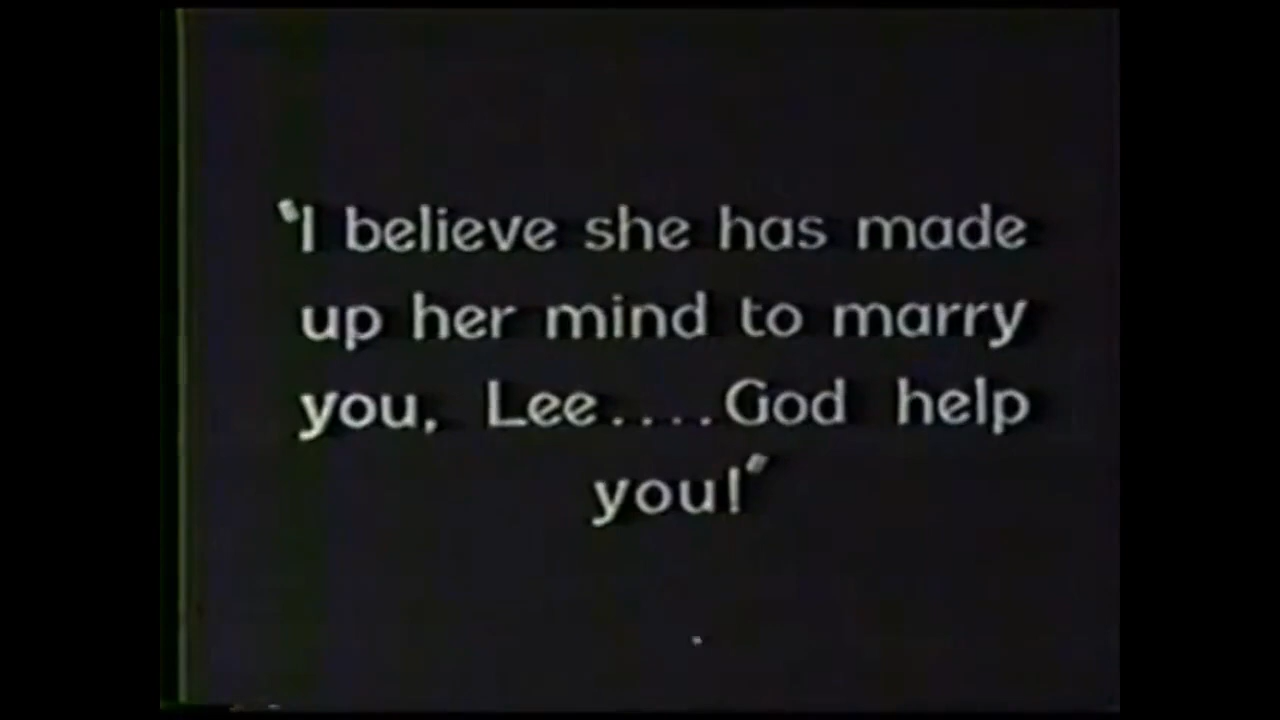 "I believe she has made
up her mind to marry
you, Lee....God help
you!"